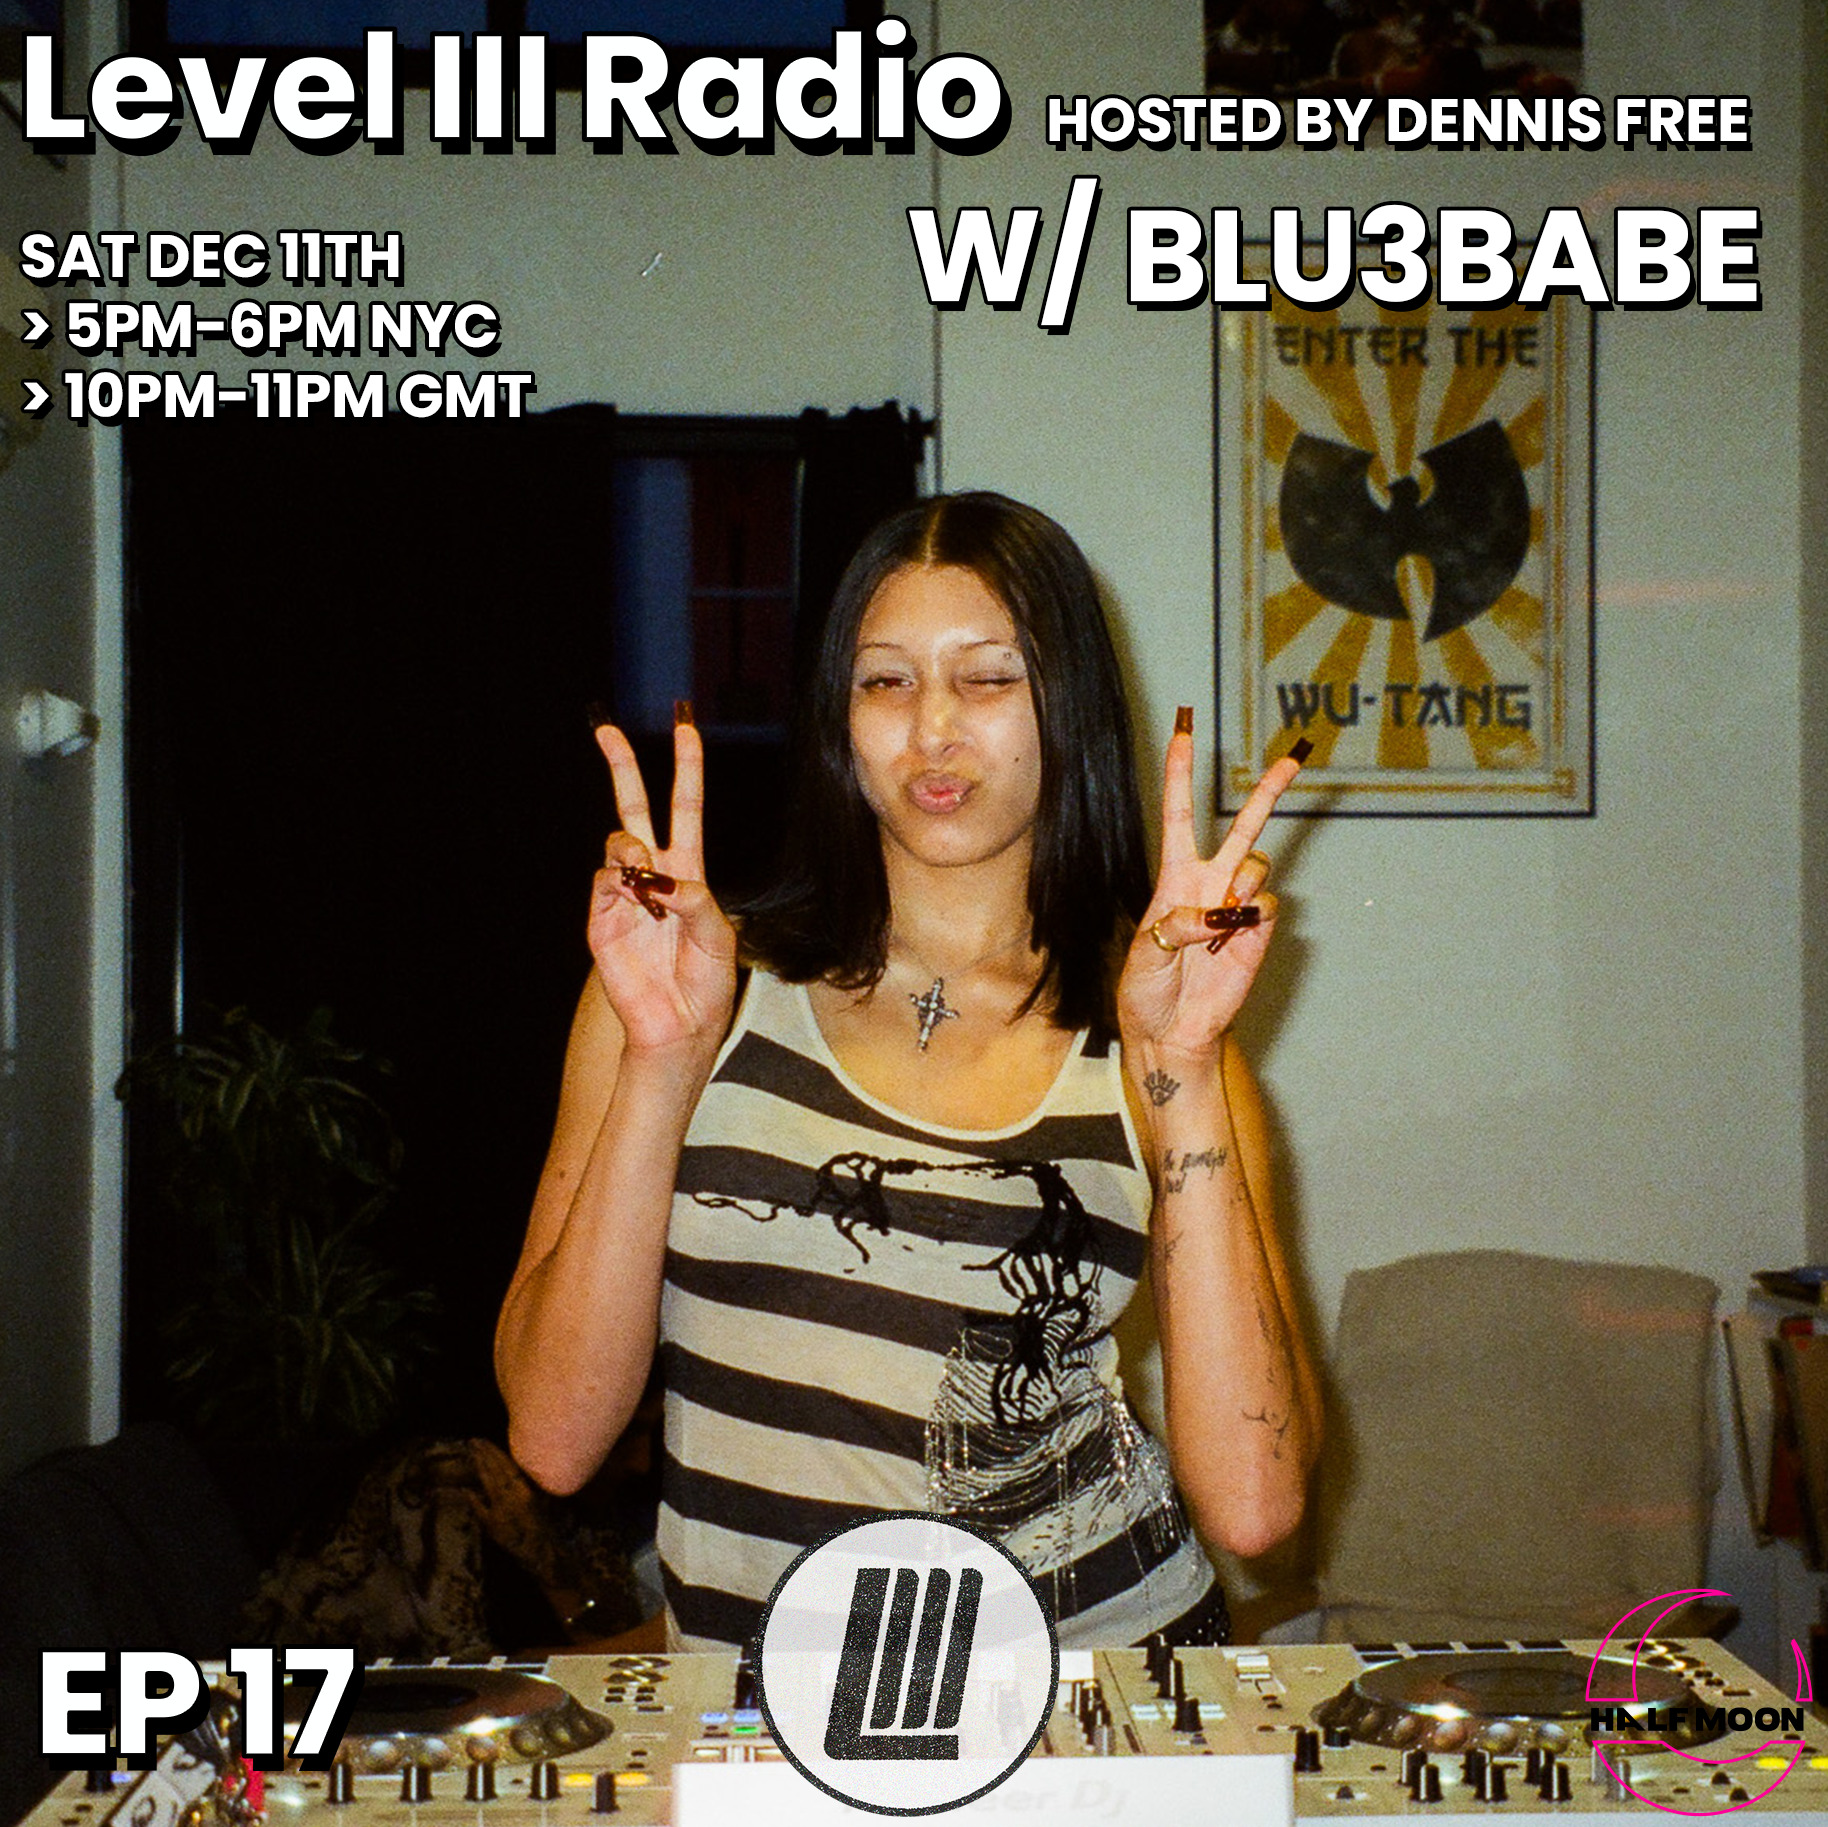 Level III Radio
HOSTED BY DENNIS FREE
W/ BLU3BABE
SAT DEC 11TH
> 5PM-6PM NYC
> 10PM-11PM GMT
ENTER THE
WU-TANG
EP 17
HALF MOON